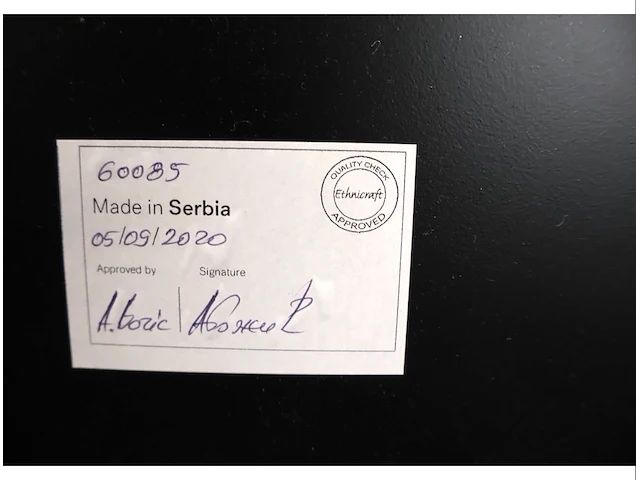 60085
Made in Serbia
05/09/2020
Approved by Signature
QUALITY CHECK
Ethnicraft
APPROVED